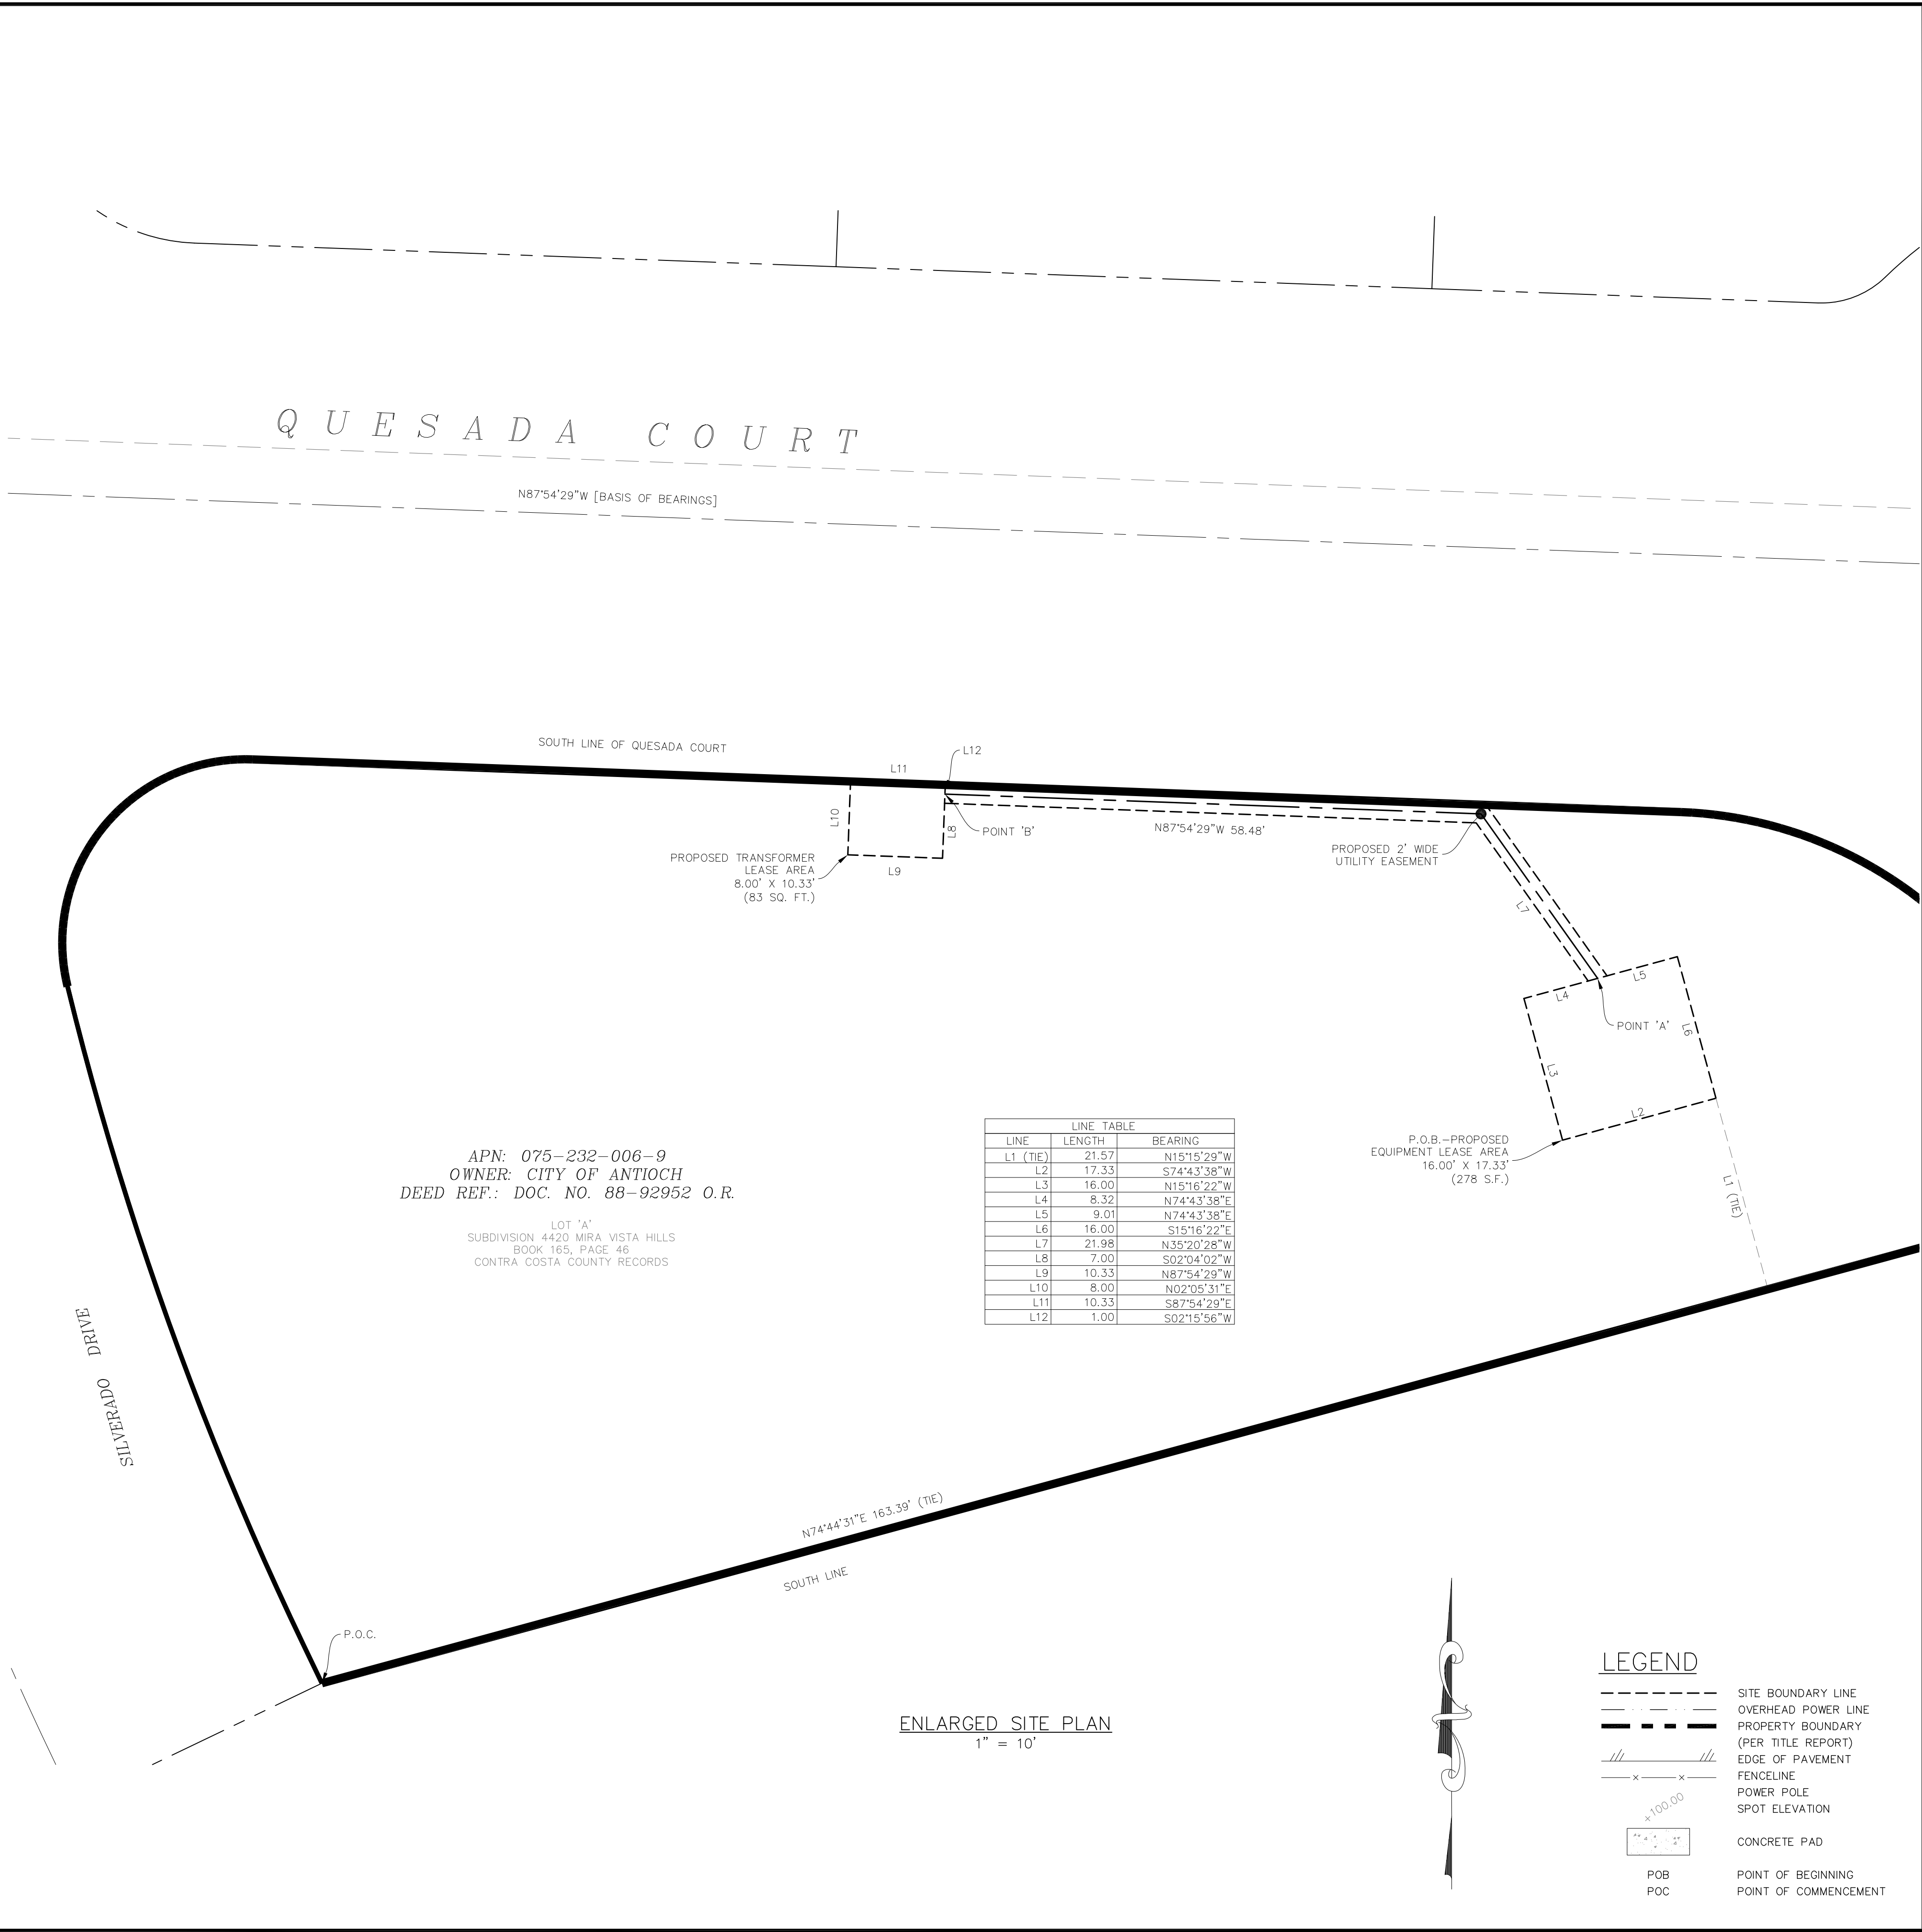 QUESADA COURT
N87°54'29"W [BASIS OF BEARINGS]
SOUTH LINE OF QUESADA COURT
L11
L12
L10
L8
POINT 'B'
N87°54'29"W 58.48'
PROPOSED 2' WIDE
UTILITY EASEMENT
PROPOSED TRANSFORMER
LEASE AREA
8.00' X 10.33'
(83 SQ. FT.)
L9
L7
L5
L4
POINT 'A'
L6
L3
L2
P.O.B.-PROPOSED
EQUIPMENT LEASE AREA
16.00' X 17.33'
(278 S.F.)
L1 (TIE)
APN: 075-232-006-9
OWNER: CITY OF ANTIOCH
DEED REF.: DOC. NO. 88-92952 O.R.
LOT 'A'
SUBDIVISION 4420 MIRA VISTA HILLS
BOOK 165, PAGE 46
CONTRA COSTA COUNTY RECORDS
LINE TABLE
LINE LENGTH BEARING
L1 (TIE) 21.57 N15°15'29"W
L2 17.33 S74°43'38"W
L3 16.00 N15°16'22"W
L4 8.32 N74°43'38"E
L5 9.01 N74°43'38"E
L6 16.00 S15°16'22"E
L7 21.98 N35°20'28"W
L8 7.00 S02°04'02"W
L9 10.33 N87°54'29"W
L10 8.00 N02°05'31"E
L11 10.33 S87°54'29"E
L12 1.00 S02°15'56"W
SILVERADO DRIVE
N74°44'31"E 163.39' (TIE)
SOUTH LINE
P.O.C.
ENLARGED SITE PLAN
1" = 10'
LEGEND
SITE BOUNDARY LINE
OVERHEAD POWER LINE
PROPERTY BOUNDARY
(PER TITLE REPORT)
EDGE OF PAVEMENT
FENCELINE
POWER POLE
+100.00 SPOT ELEVATION
CONCRETE PAD
POB POINT OF BEGINNING
POC POINT OF COMMENCEMENT